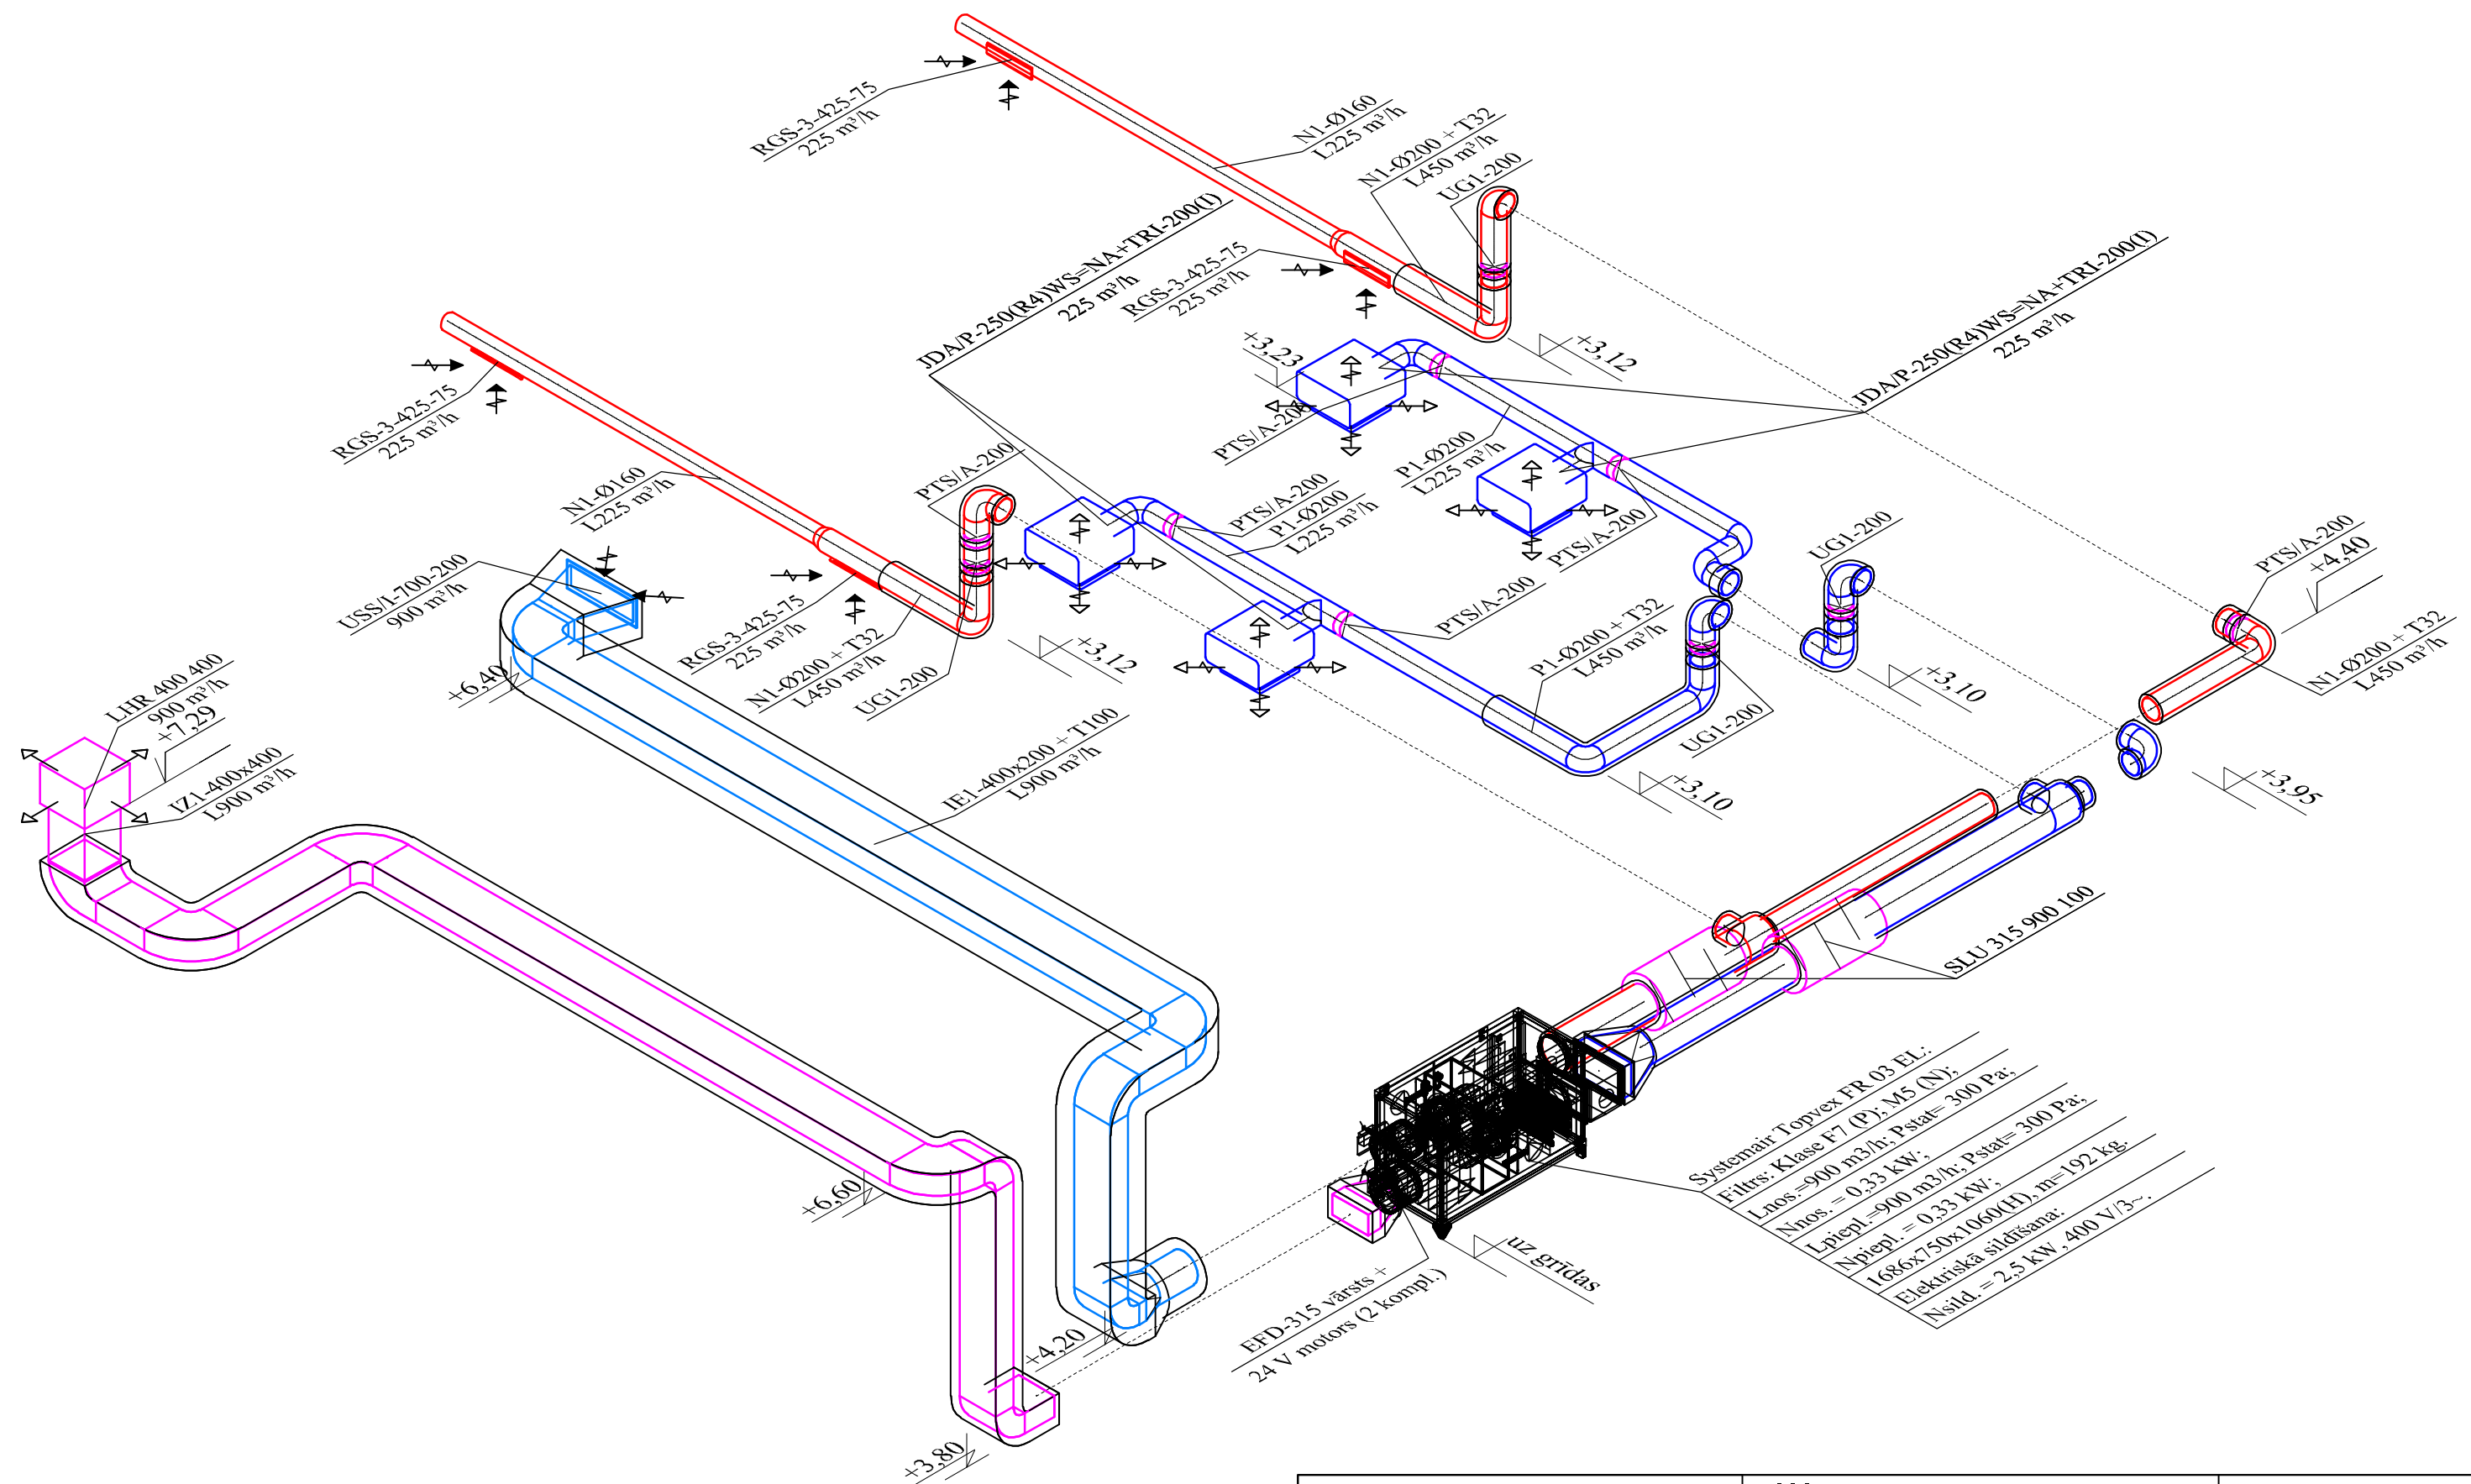 RGS-3-425-75
225 m³/h
N1-Ø160
L225 m³/h
N1-Ø200 + T32
L450 m³/h
UG1-200
JDA/P-250(R4)WS=NA+TRI-200(I)
225 m³/h
RGS-3-425-75
225 m³/h
+3,12
+3,23
JDA/P-250(R4)WS=NA+TRI-200(I)
225 m³/h
RGS-3-425-75
225 m³/h
N1-Ø160
L225 m³/h
PTS/A-200
PTS/A-200
P1-Ø200
L225 m³/h
PTS/A-200
P1-Ø200
L225 m³/h
PTS/A-200
UG1-200
PTS/A-200
+4,40
N1-Ø200 + T32
L450 m³/h
USS/1-700-200
900 m³/h
RGS-3-425-75
225 m³/h
N1-Ø200 + T32
L450 m³/h
UG1-200
+3,12
PTS/A-200
P1-Ø200 + T32
L450 m³/h
UG1-200
+3,10
+3,10
+3,95
+6,40
LHR 400 400
900 m³/h
+7,29
IZ1-400x400
L900 m³/h
IE1-400x200 + T100
L900 m³/h
SLU 315 900 100
+6,60
+4,20
+3,80
uz grīdas
EFD-315 vārsts +
24 V motors (2 kompl.)
Systemair Topvex FR 03 EL:
Filtrs: Klase F7 (P); M5 (N);
Lnos.=900 m3/h; Pstat= 300 Pa;
Nnos. = 0,33 kW;
Lpiepl.=900 m3/h; Pstat= 300 Pa;
Npiepl. = 0,33 kW;
1686x750x1060(H), m=192 kg.
Elektriskā sildīšana:
Nsild. = 2,5 kW , 400 V/3~.